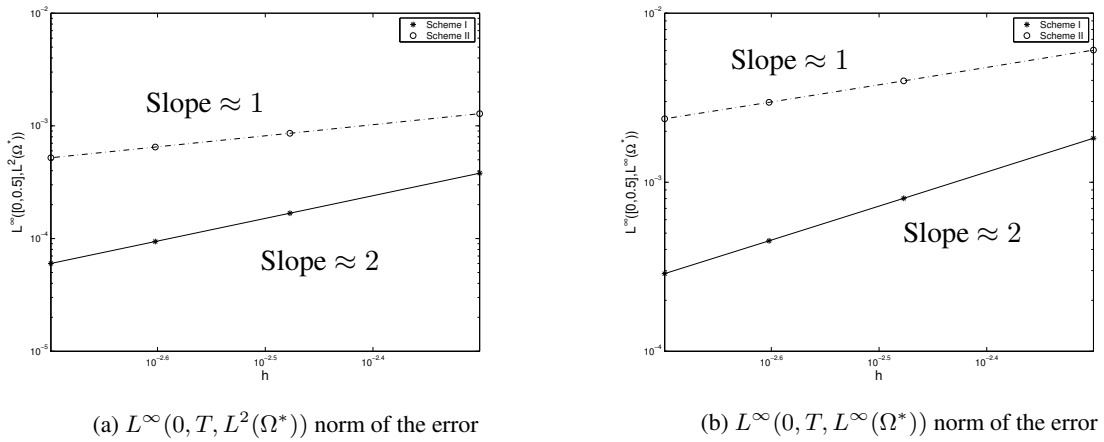 10⁻²
10⁻³
10⁻⁴
10⁻⁵
L^∞([0,0.5],L²(Ω*))
Scheme I
Scheme II
Slope ≈ 1
Slope ≈ 2
10^−2.6
10^−2.5
10^−2.4
h
(a) L^∞(0, T, L²(Ω*)) norm of the error
10⁻²
10⁻³
10⁻⁴
L^∞([0,0.5],L^∞(Ω*))
Scheme I
Scheme II
Slope ≈ 1
Slope ≈ 2
10^−2.6
10^−2.5
10^−2.4
h
(b) L^∞(0, T, L^∞(Ω*)) norm of the error